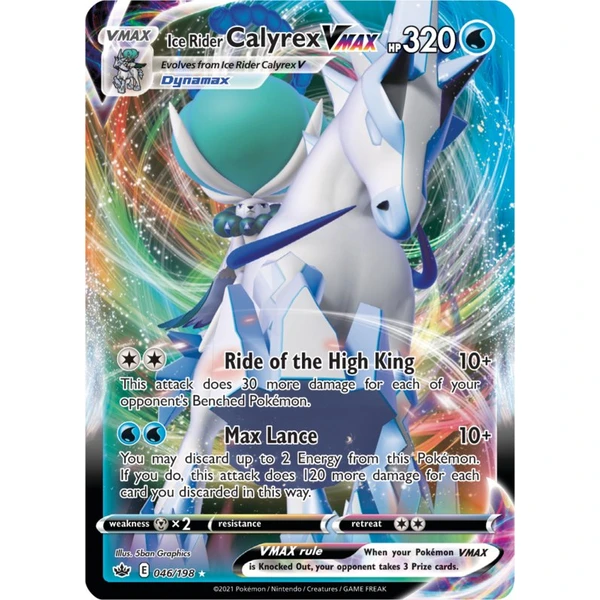 VMAX
Ice Rider Calyrex VMAX HP 320
Evolves from Ice Rider Calyrex V
Dynamax
Ride of the High King 10+
This attack does 30 more damage for each of your
opponent's Benched Pokémon.
Max Lance 10+
You may discard up to 2 Energy from this Pokémon.
If you do, this attack does 120 more damage for each
card you discarded in this way.
weakness ×2 resistance retreat
Illus. 5ban Graphics
E 046/198
VMAX rule When your Pokémon VMAX
is Knocked Out, your opponent takes 3 Prize cards.
©2021 Pokémon / Nintendo / Creatures / GAME FREAK